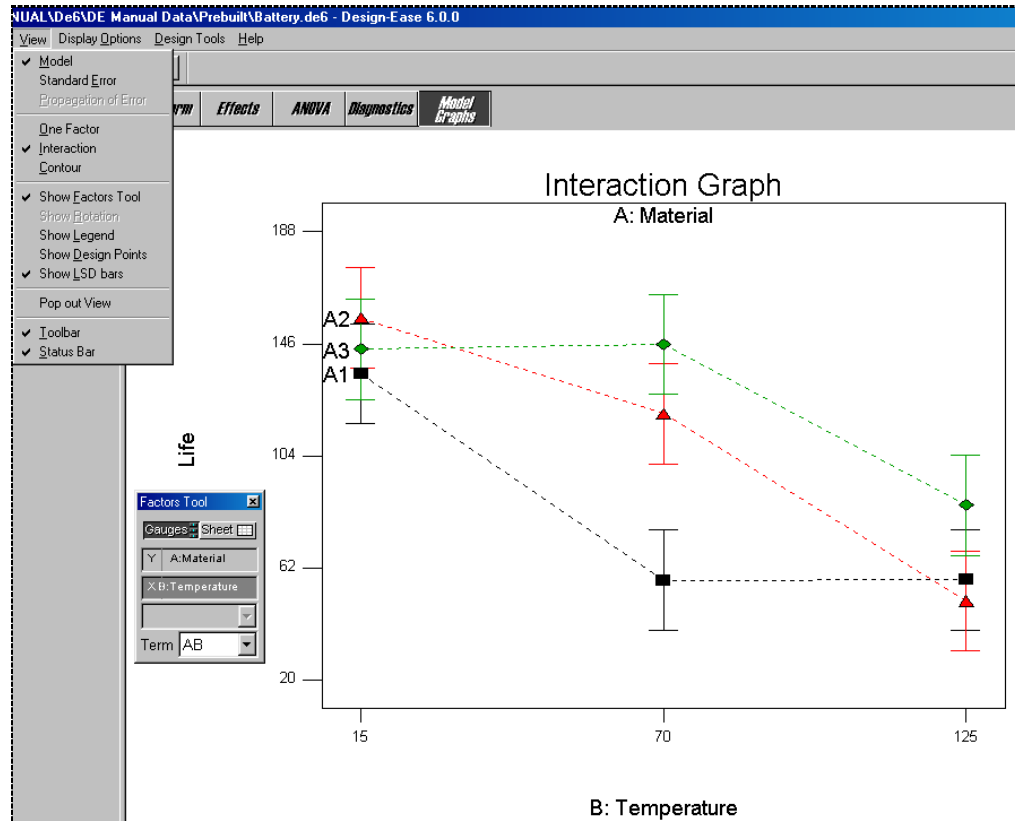 NUAL\De6\DE Manual Data\Prebuilt\Battery.de6 - Design-Ease 6.0.0
View Display Options Design Tools Help
Model
Standard Error
Propagation of Error
One Factor
Interaction
Contour
Show Factors Tool
Show Rotation
Show Legend
Show Design Points
Show LSD bars
Pop out View
Toolbar
Status Bar
rm Effects ANOVA Diagnostics Model Graphs
Interaction Graph
A: Material
188
146
104
62
20
Life
A2
A3
A1
Factors Tool
Gauges Sheet
Y A:Material
X B:Temperature
Term AB
15 70 125
B: Temperature